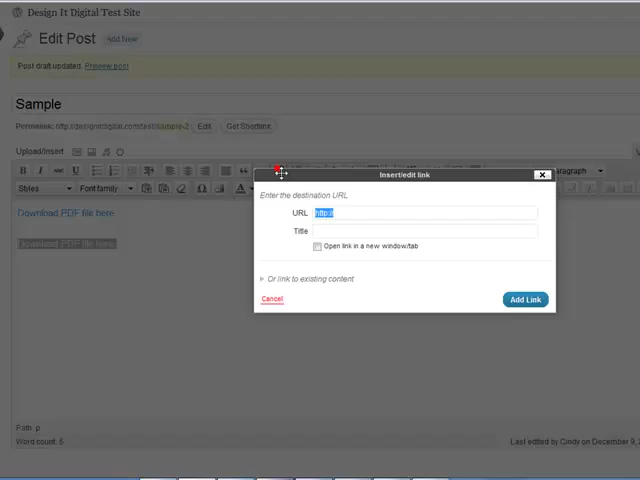 Design It Digital Test Site
Edit Post Add New
Post draft updated. Preview post
Sample
Permalink: http://designitdigital.com/test/sample-2 Edit Get Shortlink
Upload/Insert
B I U ABC
Paragraph
Styles Font family
Insert/edit link
Enter the destination URL
URL http://
Title
Open link in a new window/tab
Or link to existing content
Cancel Add Link
Download PDF file here
Download PDF file here
Path: p
Word count: 6
Last edited by Cindy on December 9,